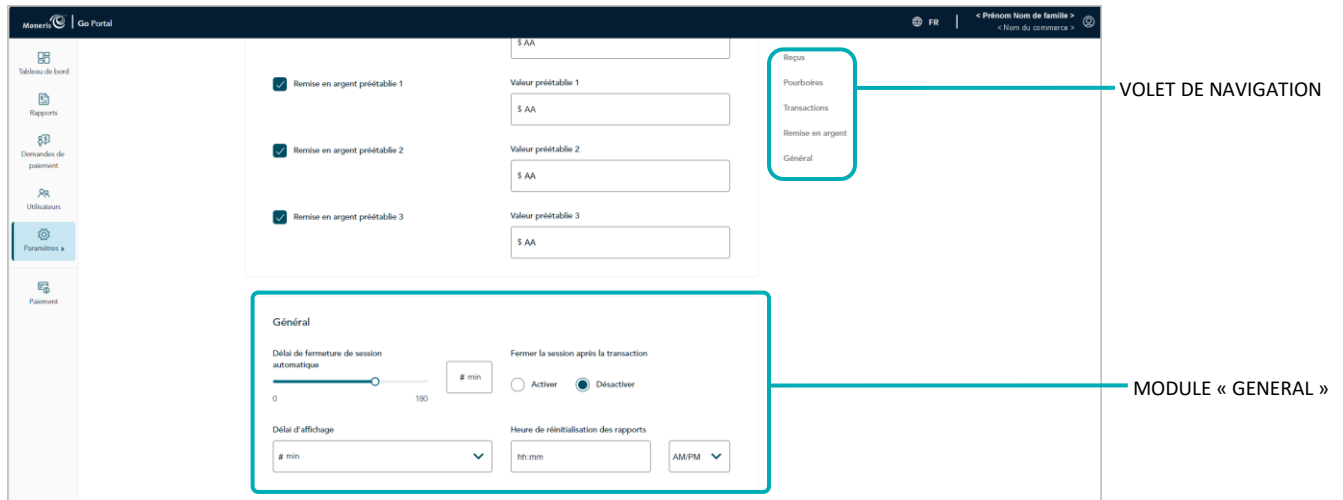 Moneris Go Portal
FR
< Prénom Nom de famille >
< Nom du commerce >
Tableau de bord
Rapports
Demandes de
paiement
Utilisateurs
Paramètres
Paiement
$ AA
Remise en argent préétablie 1
Valeur préétablie 1
$ AA
Remise en argent préétablie 2
Valeur préétablie 2
$ AA
Remise en argent préétablie 3
Valeur préétablie 3
$ AA
Reçus
Pourboires
Transactions
Remise en argent
Général
VOLET DE NAVIGATION
Général
Délai de fermeture de session
automatique
# min
0 180
Fermer la session après la transaction
Activer Désactiver
Délai d'affichage
# min
Heure de réinitialisation des rapports
hh:mm AM/PM
MODULE « GENERAL »